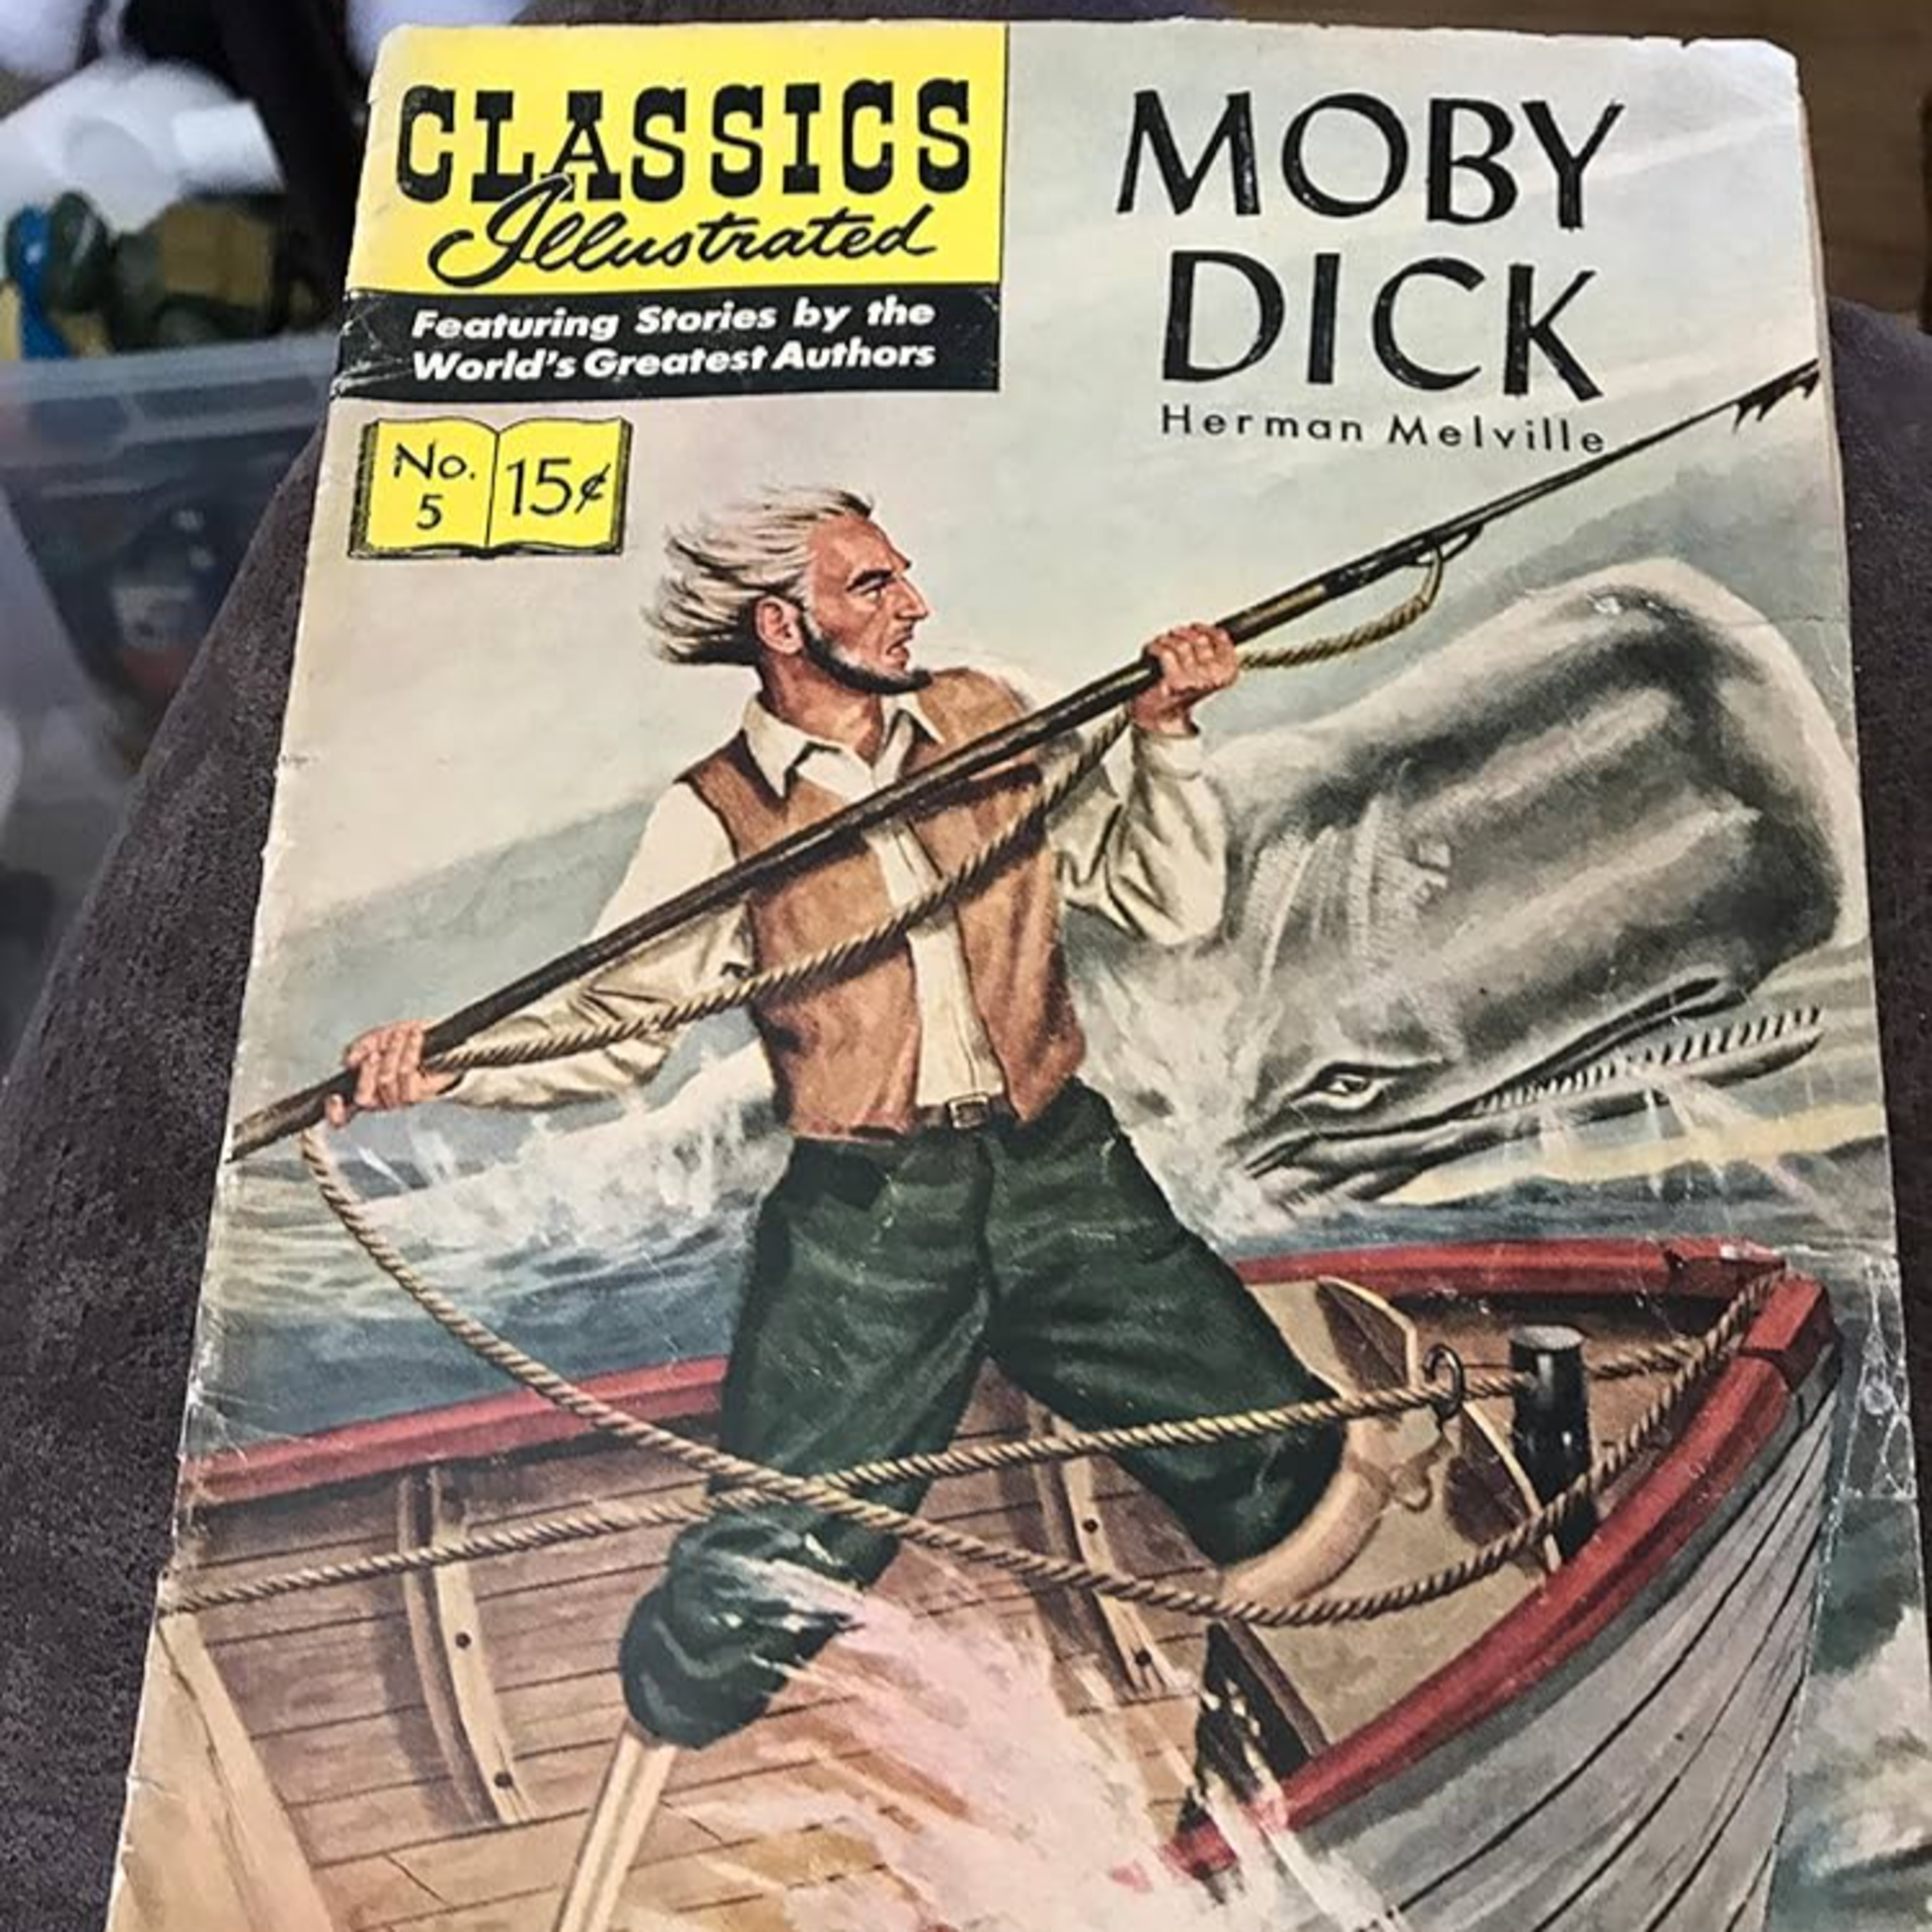 CLASSICS
Illustrated
Featuring Stories by the
World's Greatest Authors
No.
5
15¢
MOBY
DICK
Herman Melville